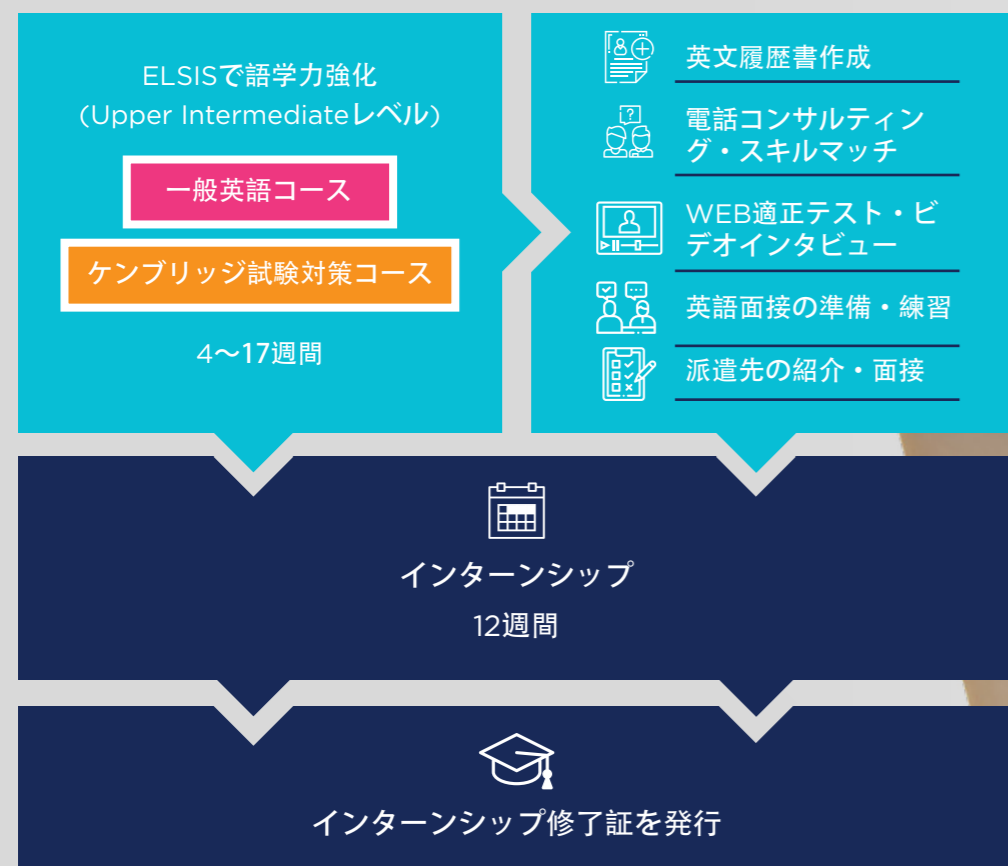 ELSISで語学力強化
(Upper Intermediateレベル)
一般英語コース
ケンブリッジ試験対策コース
4〜17週間
英文履歴書作成
電話コンサルティン
グ・スキルマッチ
WEB適正テスト・ビ
デオインタビュー
英語面接の準備・練習
派遣先の紹介・面接
インターンシップ
12週間
インターンシップ修了証を発行